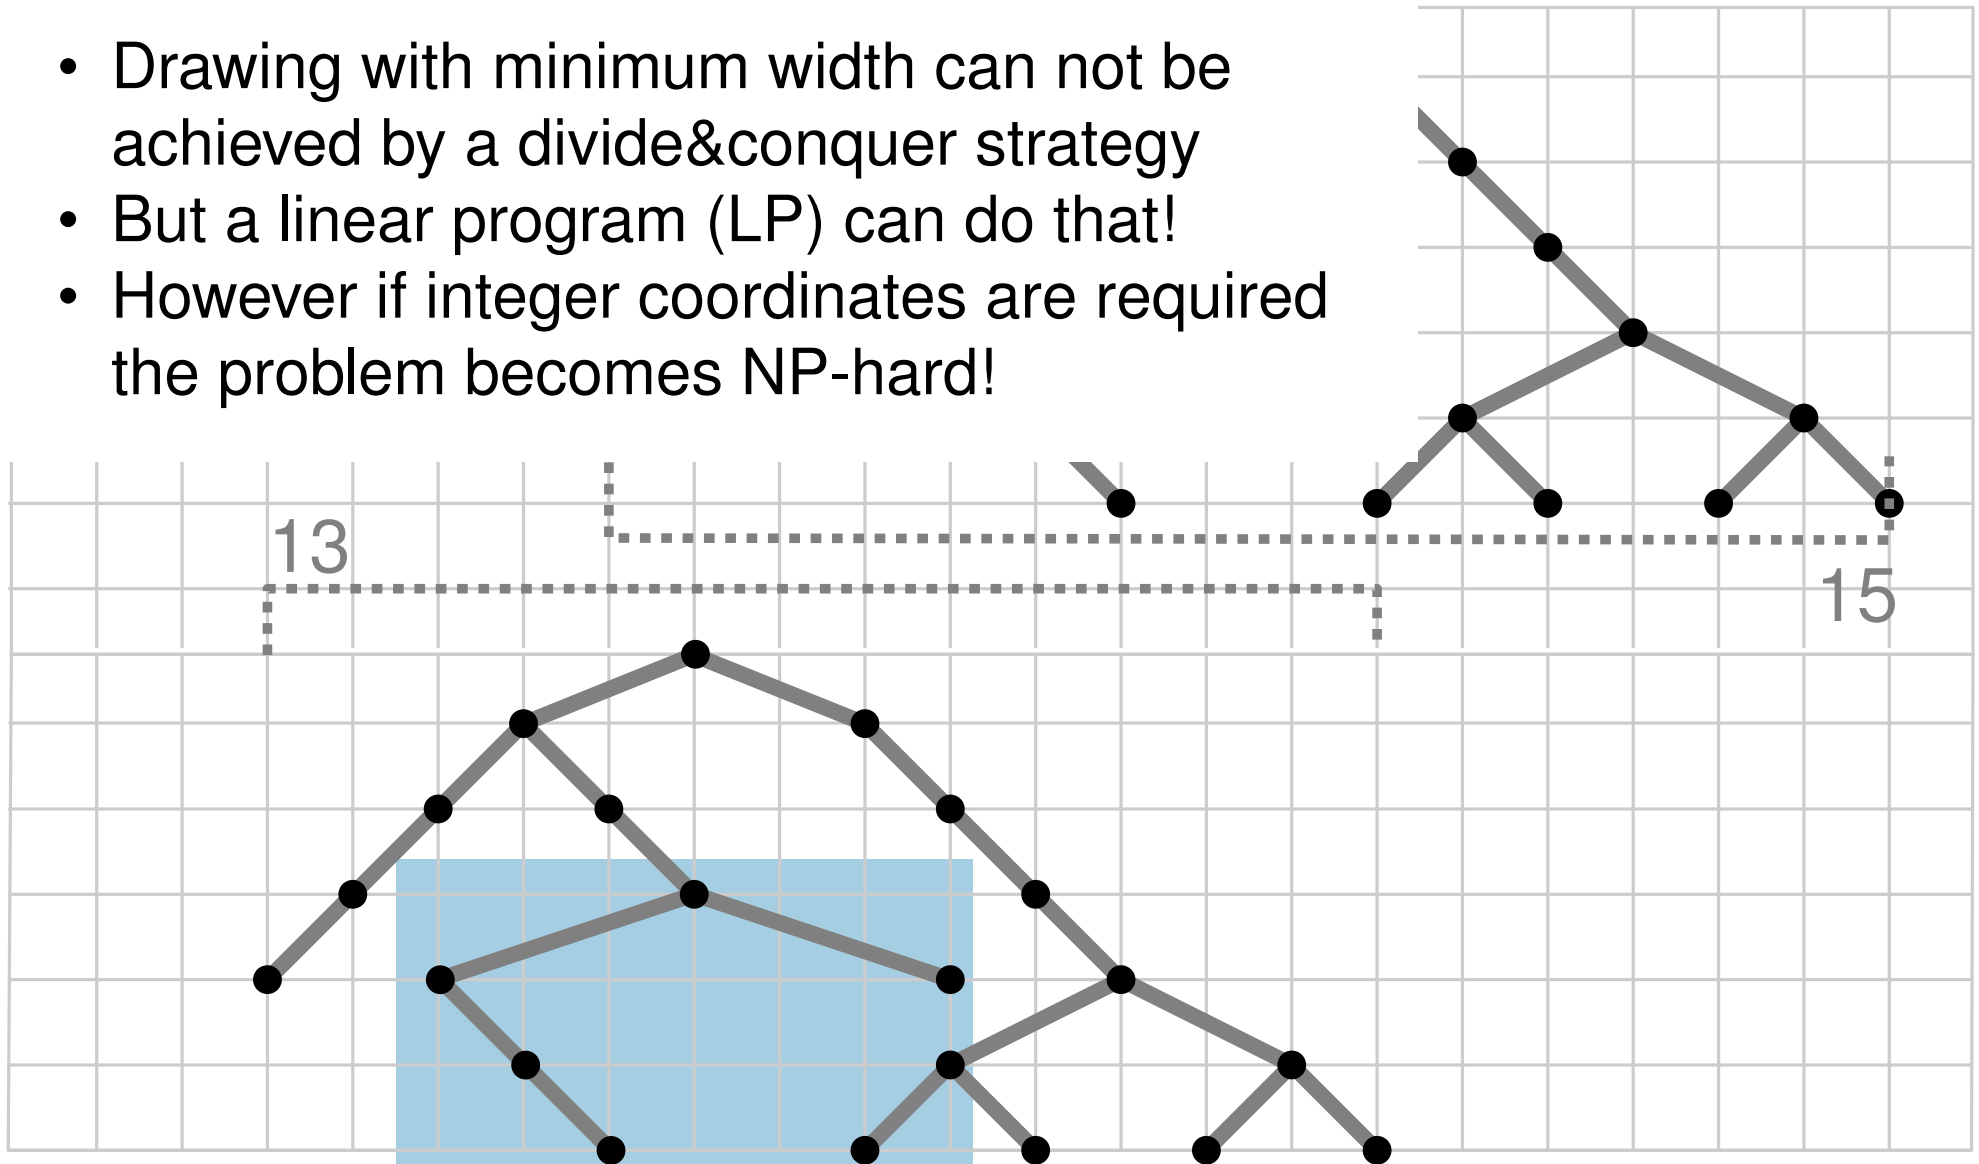 • Drawing with minimum width can not be
achieved by a divide&conquer strategy
• But a linear program (LP) can do that!
• However if integer coordinates are required
the problem becomes NP-hard!
13
15